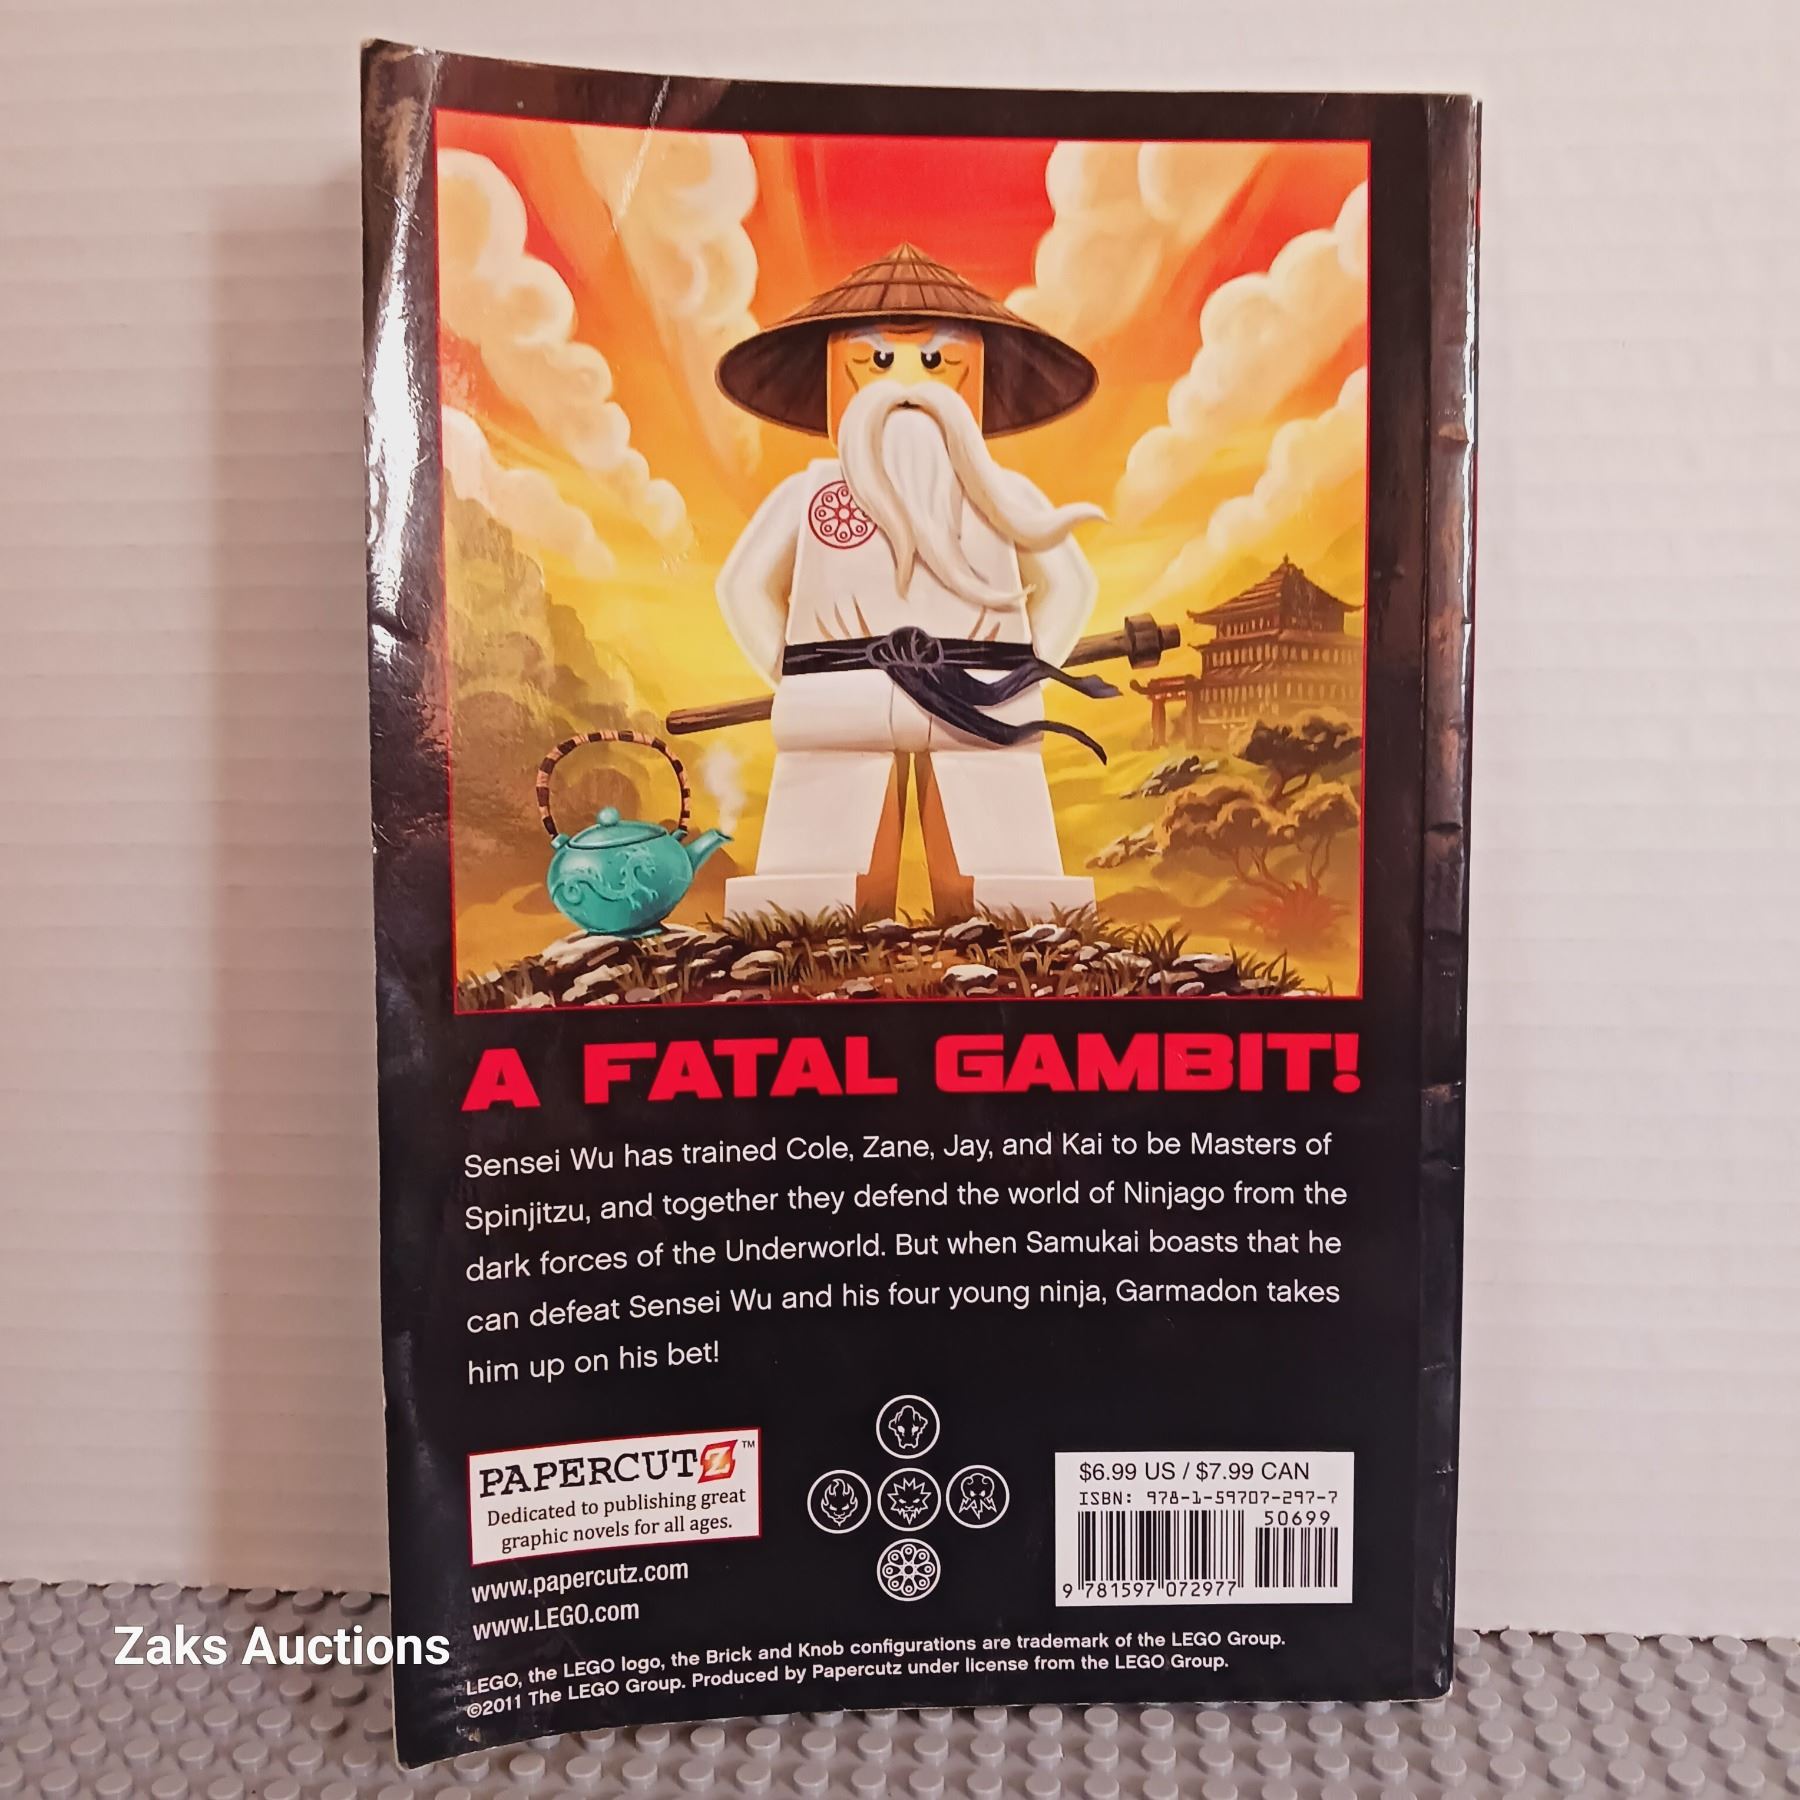 A FATAL GAMBIT!
Sensei Wu has trained Cole, Zane, Jay, and Kai to be Masters of
Spinjitzu, and together they defend the world of Ninjago from the
dark forces of the Underworld. But when Samukai boasts that he
can defeat Sensei Wu and his four young ninja, Garmadon takes
him up on his bet!
PAPERCUTZ™
Dedicated to publishing great
graphic novels for all ages.
www.papercutz.com
www.LEGO.com
$6.99 US / $7.99 CAN
ISBN: 978-1-59707-297-7
50699
9 781597 072977
LEGO, the LEGO logo, the Brick and Knob configurations are trademark of the LEGO Group.
©2011 The LEGO Group. Produced by Papercutz under license from the LEGO Group.
Zaks Auctions